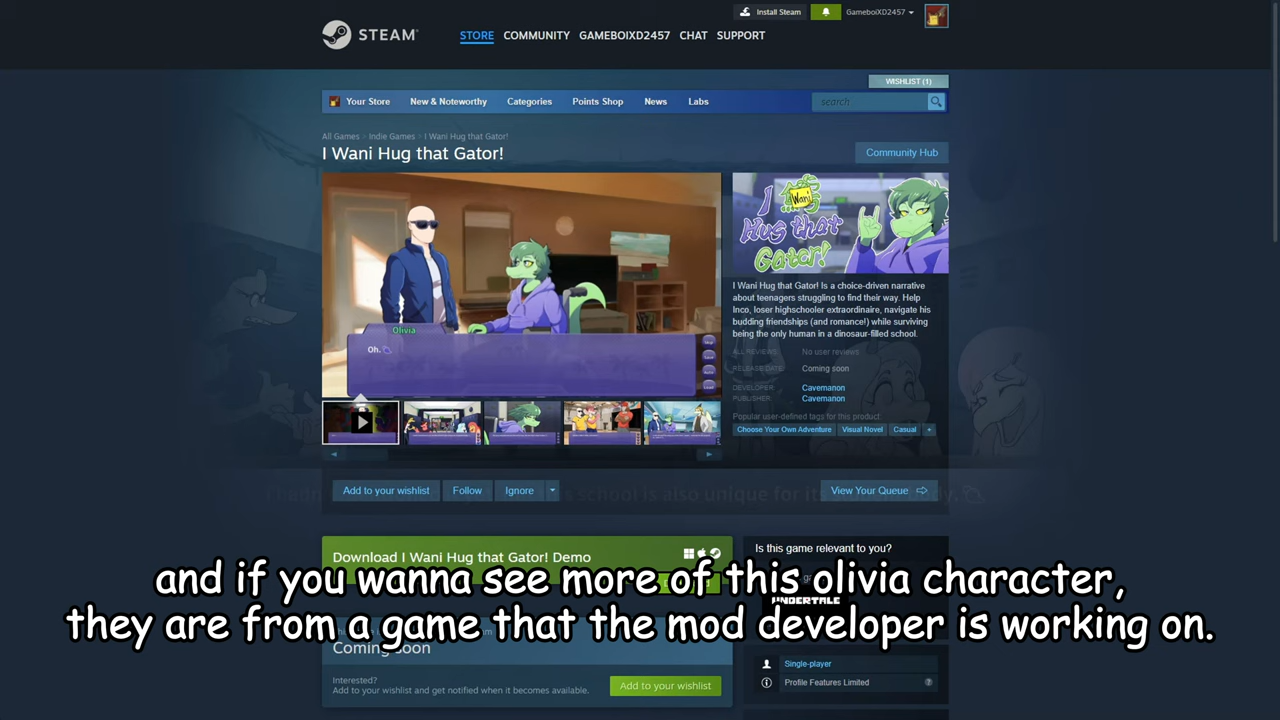 Install Steam
GameboiXD2457
STEAM
STORE COMMUNITY GAMEBOIXD2457 CHAT SUPPORT
WISHLIST (1)
Your Store New & Noteworthy Categories Points Shop News Labs search
All Games > Indie Games > I Wani Hug that Gator!
I Wani Hug that Gator!
Community Hub
Olivia
Oh.
I Wani
Hug that
Gator!
I Wani Hug that Gator! Is a choice-driven narrative
about teenagers struggling to find their way. Help
Inco, loser highschooler extraordinaire, navigate his
budding friendships (and romance!) while surviving
being the only human in a dinosaur-filled school.
ALL REVIEWS: No user reviews
RELEASE DATE: Coming soon
DEVELOPER: Cavemanon
PUBLISHER: Cavemanon
Popular user-defined tags for this product:
Choose Your Own Adventure Visual Novel Casual +
Add to your wishlist Follow Ignore
View Your Queue
school is also unique for its
Download I Wani Hug that Gator! Demo
Is this game relevant to you?
and if you wanna see more of this olivia character,
UNDERTALE
they are from a game that the mod developer is working on.
Coming soon
Single-player
Interested?
Add to your wishlist and get notified when it becomes available.
Add to your wishlist
Profile Features Limited